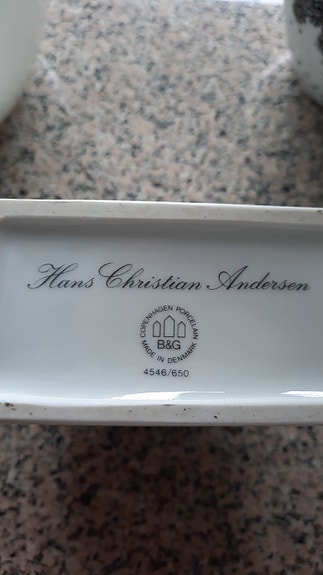 Hans Christian Andersen
COPENHAGEN PORCELAIN
B&G
MADE IN DENMARK
4546/650